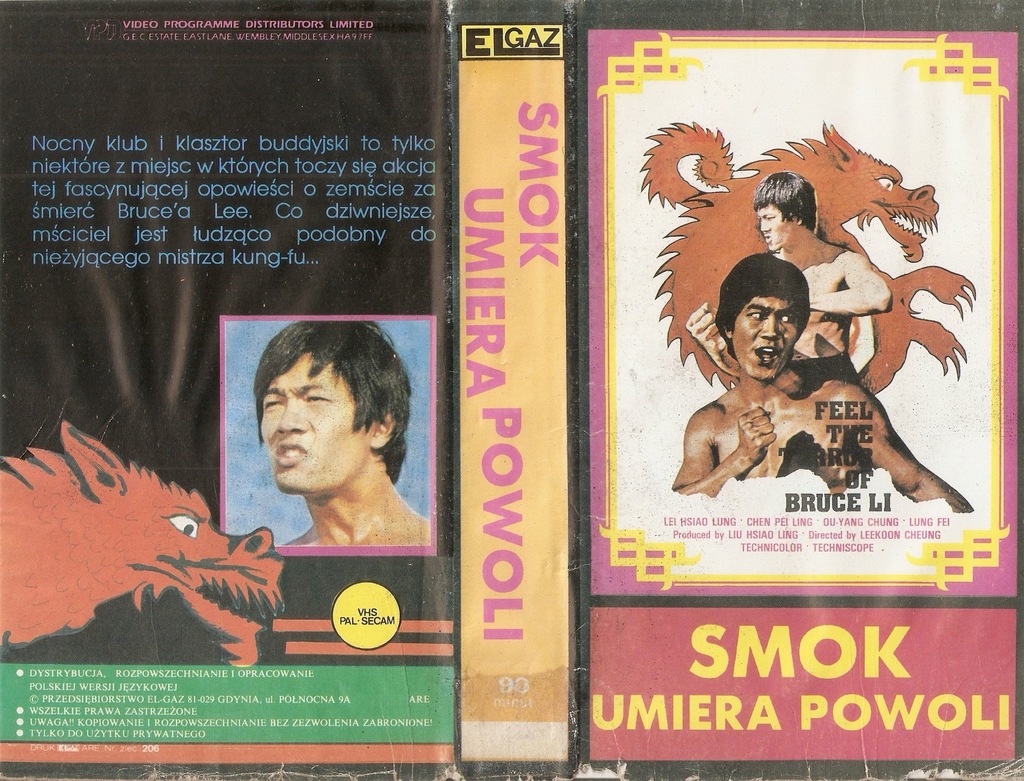 VPD
VIDEO PROGRAMME DISTRIBUTORS LIMITED
G.E.C. ESTATE, EAST LANE, WEMBLEY, MIDDLESEX HA9 7FF
Nocny klub i klasztor buddyjski to tylko
niektóre z miejsc w których toczy się akcja
tej fascynującej opowieści o zemście za
śmierć Bruce'a Lee. Co dziwniejsze,
mściciel jest łudząco podobny do
nieżyjącego mistrza kung-fu...
VHS
PAL-SECAM
● DYSTRYBUCJA, ROZPOWSZECHNIANIE I OPRACOWANIE
POLSKIEJ WERSJI JĘZYKOWEJ
© PRZEDSIĘBIORSTWO EL-GAZ 81-029 GDYNIA, ul. PÓŁNOCNA 9A ARE
● WSZELKIE PRAWA ZASTRZEŻONE
● UWAGA!! KOPIOWANIE I ROZPOWSZECHNIANIE BEZ ZEZWOLENIA ZABRONIONE!
● TYLKO DO UŻYTKU PRYWATNEGO
DRUK ARE Nr. zlec. 206
ELGAZ
SMOK
UMIERA POWOLI
90
minut
FEEL
THE
TERROR
OF
BRUCE LI
LEI HSIAO LUNG · CHEN PEI LING · OU-YANG CHUNG · LUNG FEI
Produced by LIU HSIAO LING · Directed by LEEKOON CHEUNG
TECHNICOLOR · TECHNISCOPE
SMOK
UMIERA POWOLI